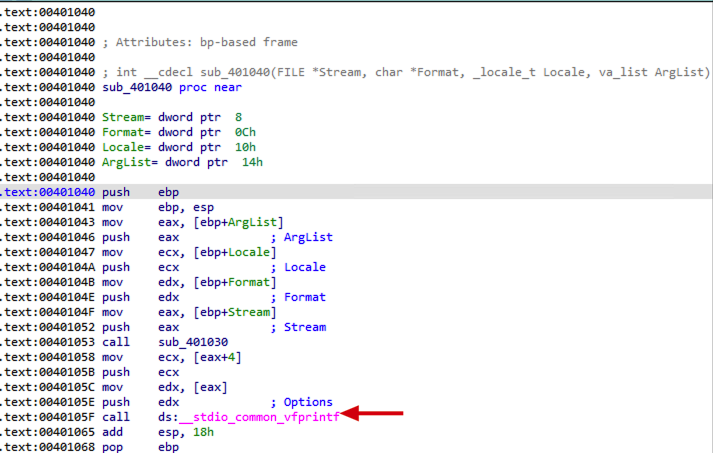 .text:00401040
.text:00401040
.text:00401040 ; Attributes: bp-based frame
.text:00401040
.text:00401040 ; int __cdecl sub_401040(FILE *Stream, char *Format, _locale_t Locale, va_list ArgList)
.text:00401040 sub_401040 proc near
.text:00401040
.text:00401040 Stream= dword ptr  8
.text:00401040 Format= dword ptr  0Ch
.text:00401040 Locale= dword ptr  10h
.text:00401040 ArgList= dword ptr  14h
.text:00401040
.text:00401040 push    ebp
.text:00401041 mov     ebp, esp
.text:00401043 mov     eax, [ebp+ArgList]
.text:00401046 push    eax             ; ArgList
.text:00401047 mov     ecx, [ebp+Locale]
.text:0040104A push    ecx             ; Locale
.text:0040104B mov     edx, [ebp+Format]
.text:0040104E push    edx             ; Format
.text:0040104F mov     eax, [ebp+Stream]
.text:00401052 push    eax             ; Stream
.text:00401053 call    sub_401030
.text:00401058 mov     ecx, [eax+4]
.text:0040105B push    ecx
.text:0040105C mov     edx, [eax]
.text:0040105E push    edx             ; Options
.text:0040105F call    ds:__stdio_common_vfprintf
.text:00401065 add     esp, 18h
.text:00401068 pop     ebp